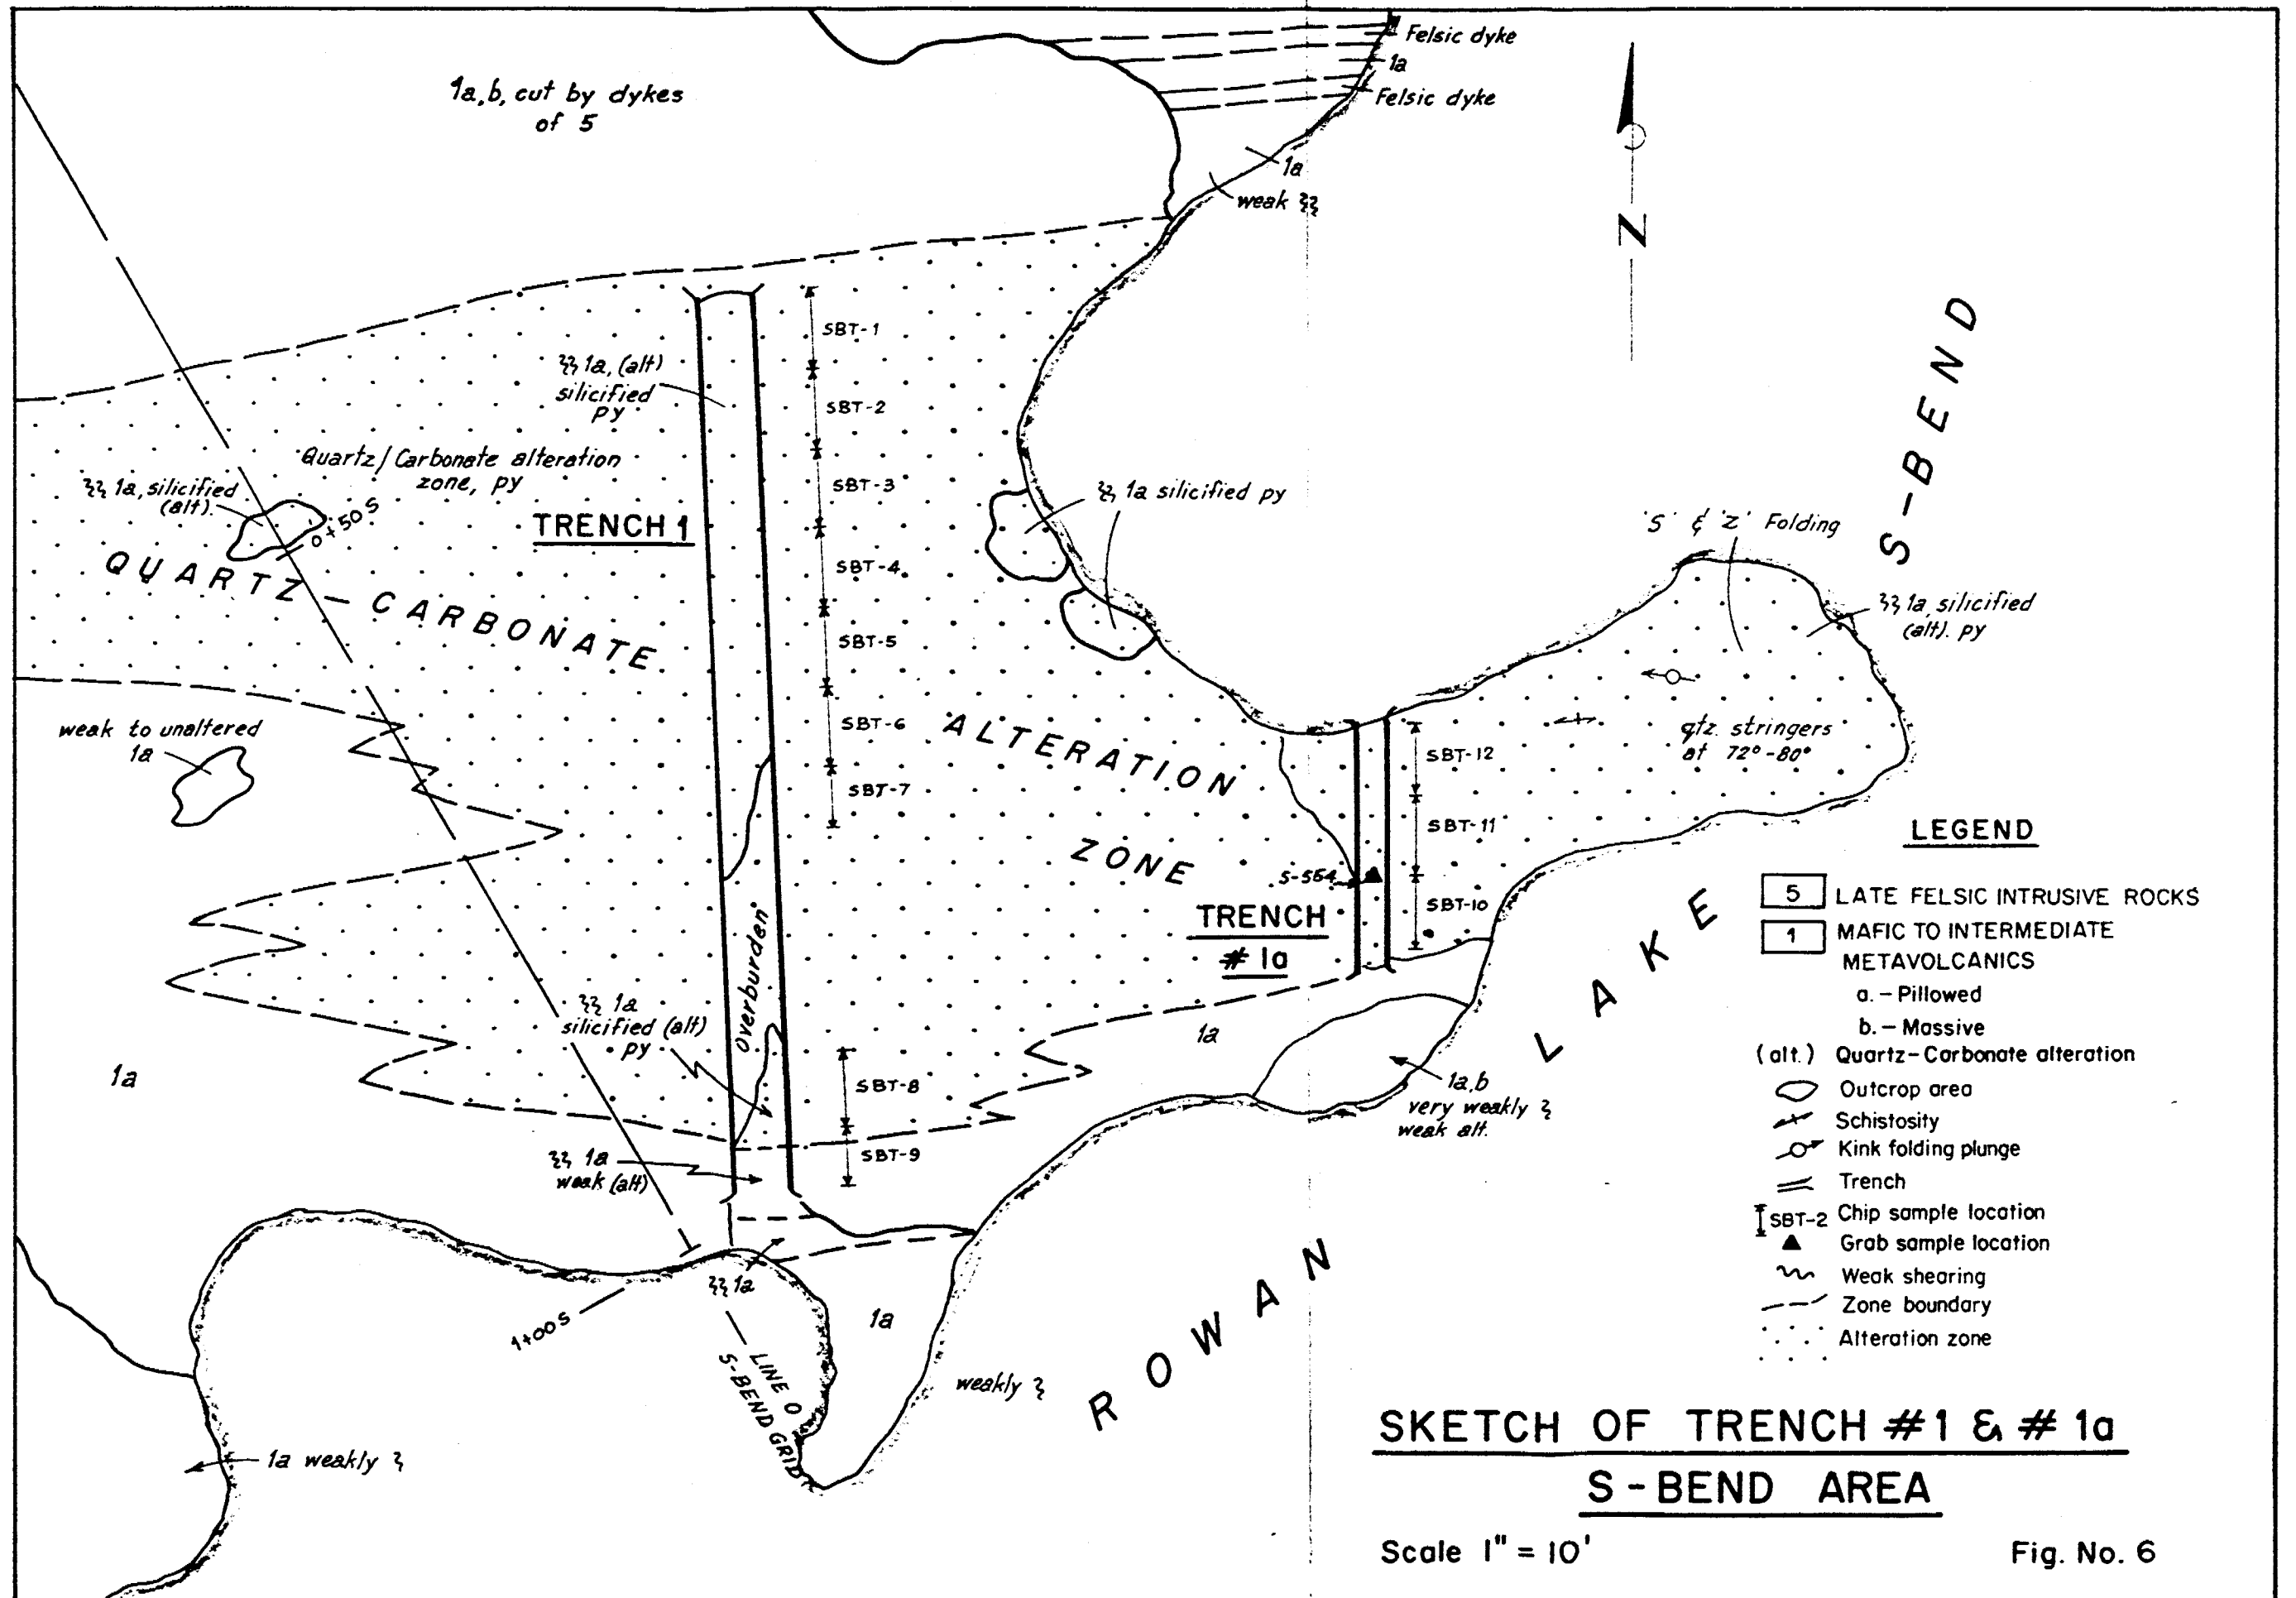 Felsic dyke
1a
Felsic dyke
1a,b, cut by dykes
of 5
1a
weak
N
SBT-1
1a, (alt)
silicified
py
SBT-2
Quartz/Carbonate alteration
zone, py
1a, silicified
(alt).
0+50S
SBT-3
1a silicified py
TRENCH 1
SBT-4
'S' & 'Z' Folding
1a, silicified
(alt). py
QUARTZ - CARBONATE
ALTERATION
ZONE
SBT-5
SBT-6
SBT-7
weak to unaltered
1a
SBT-12
SBT-11
SBT-10
qtz. stringers
at 72°-80°
S-564
TRENCH
# 1a
Overburden
1a
silicified (alt)
py
1a
1a
SBT-8
SBT-9
1a,b
very weakly
weak alt.
1a
weak (alt)
1a
1+00S
LINE 0
S-BEND GRID
1a
weakly
1a weakly
S-BEND
ROWAN LAKE
LEGEND
5 LATE FELSIC INTRUSIVE ROCKS
1 MAFIC TO INTERMEDIATE
METAVOLCANICS
a. - Pillowed
b. - Massive
(alt.) Quartz-Carbonate alteration
Outcrop area
Schistosity
Kink folding plunge
Trench
SBT-2 Chip sample location
Grab sample location
Weak shearing
Zone boundary
Alteration zone
SKETCH OF TRENCH #1 & # 1a
S-BEND AREA
Scale 1" = 10'
Fig. No. 6